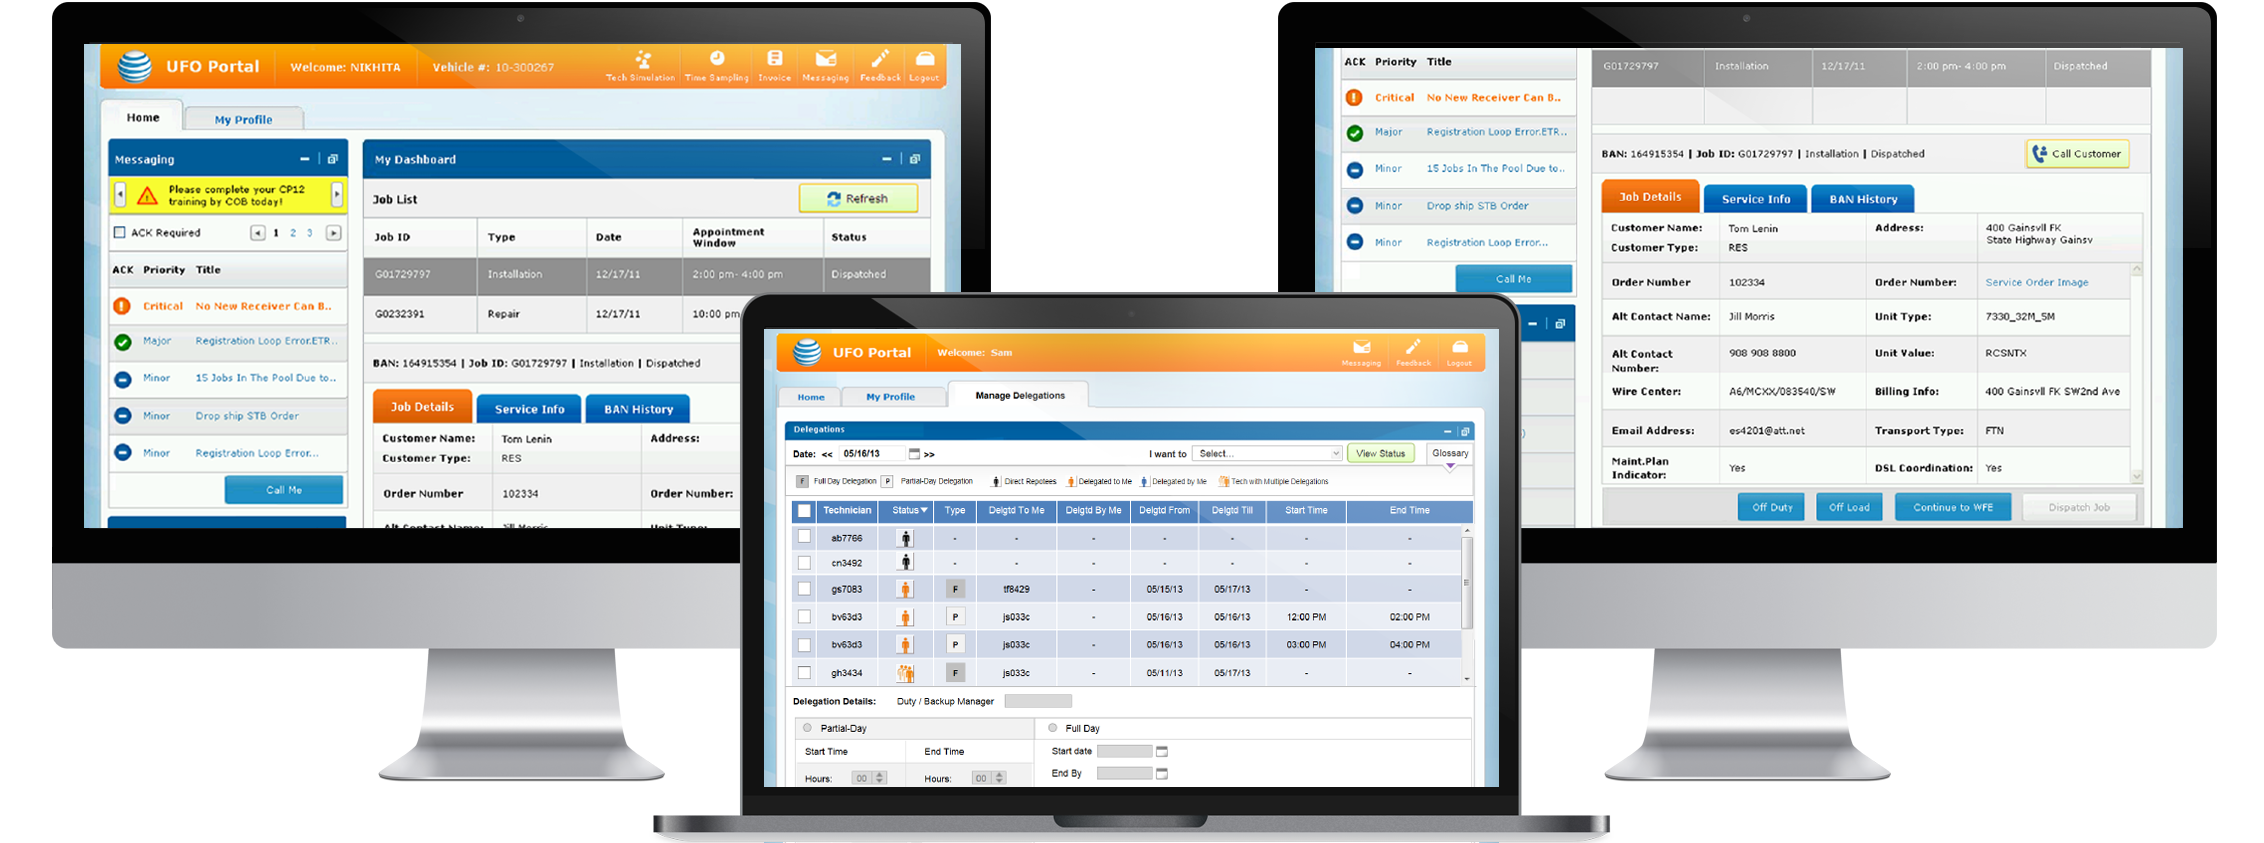 UFO Portal
Welcome: NIKHITA
Vehicle #: 10-300267
Tech Simulation
Time Sampling
Invoice
Messaging
Feedback
Logout
Home
My Profile
Messaging
Please complete your CP12
training by COB today!
ACK Required
1 2 3
ACK Priority Title
Critical No New Receiver Can B..
Major Registration Loop Error.ETR..
Minor 15 Jobs In The Pool Due to..
Minor Drop ship STB Order
Minor Registration Loop Error...
Call Me
My Dashboard
Job List
Refresh
Job ID Type Date Appointment Window Status
G01729797 Installation 12/17/11 2:00 pm- 4:00 pm Dispatched
G0232391 Repair 12/17/11 10:00 pm
BAN: 164915354 | Job ID: G01729797 | Installation | Dispatched
Job Details
Service Info
BAN History
Customer Name: Tom Lenin Address:
Customer Type: RES
Order Number 102334 Order Number:
Alt Contact Name: Jill Morris Unit Type:
UFO Portal
Welcome: Sam
Messaging
Feedback
Logout
Home
My Profile
Manage Delegations
Delegations
Date: << 05/16/13 >>
I want to Select...
View Status
Glossary
F Full Day Delegation P Partial-Day Delegation Direct Repotees Delegated to Me Delegated by Me Tech with Multiple Delegations
Technician Status Type Delgtd To Me Delgtd By Me Delgtd From Delgtd Till Start Time End Time
ab7766 - - - - - - -
cn3492 - - - - - - -
gs7083 F tf8429 - 05/15/13 05/17/13 - -
bv63d3 P js033c - 05/16/13 05/16/13 12:00 PM 02:00 PM
bv63d3 P js033c - 05/16/13 05/16/13 03:00 PM 04:00 PM
gh3434 F js033c - 05/11/13 05/17/13 - -
Delegation Details: Duty / Backup Manager
Partial-Day
Full Day
Start Time End Time
Start date
Hours: 00 Hours: 00
End By
ACK Priority Title
Critical No New Receiver Can B..
Major Registration Loop Error.ETR..
Minor 15 Jobs In The Pool Due to..
Minor Drop ship STB Order
Minor Registration Loop Error...
Call Me
G01729797 Installation 12/17/11 2:00 pm- 4:00 pm Dispatched
BAN: 164915354 | Job ID: G01729797 | Installation | Dispatched
Call Customer
Job Details
Service Info
BAN History
Customer Name: Tom Lenin Address: 400 Gainsvll FK
State Highway Gainsv
Customer Type: RES
Order Number 102334 Order Number: Service Order Image
Alt Contact Name: Jill Morris Unit Type: 7330_32M_5M
Alt Contact Number: 908 908 8800 Unit Value: RCSNTX
Wire Center: A6/MCXX/083540/SW Billing Info: 400 Gainsvll FK SW2nd Ave
Email Address: es4201@att.net Transport Type: FTN
Maint.Plan Indicator: Yes DSL Coordination: Yes
Off Duty
Off Load
Continue to WFE
Dispatch Job